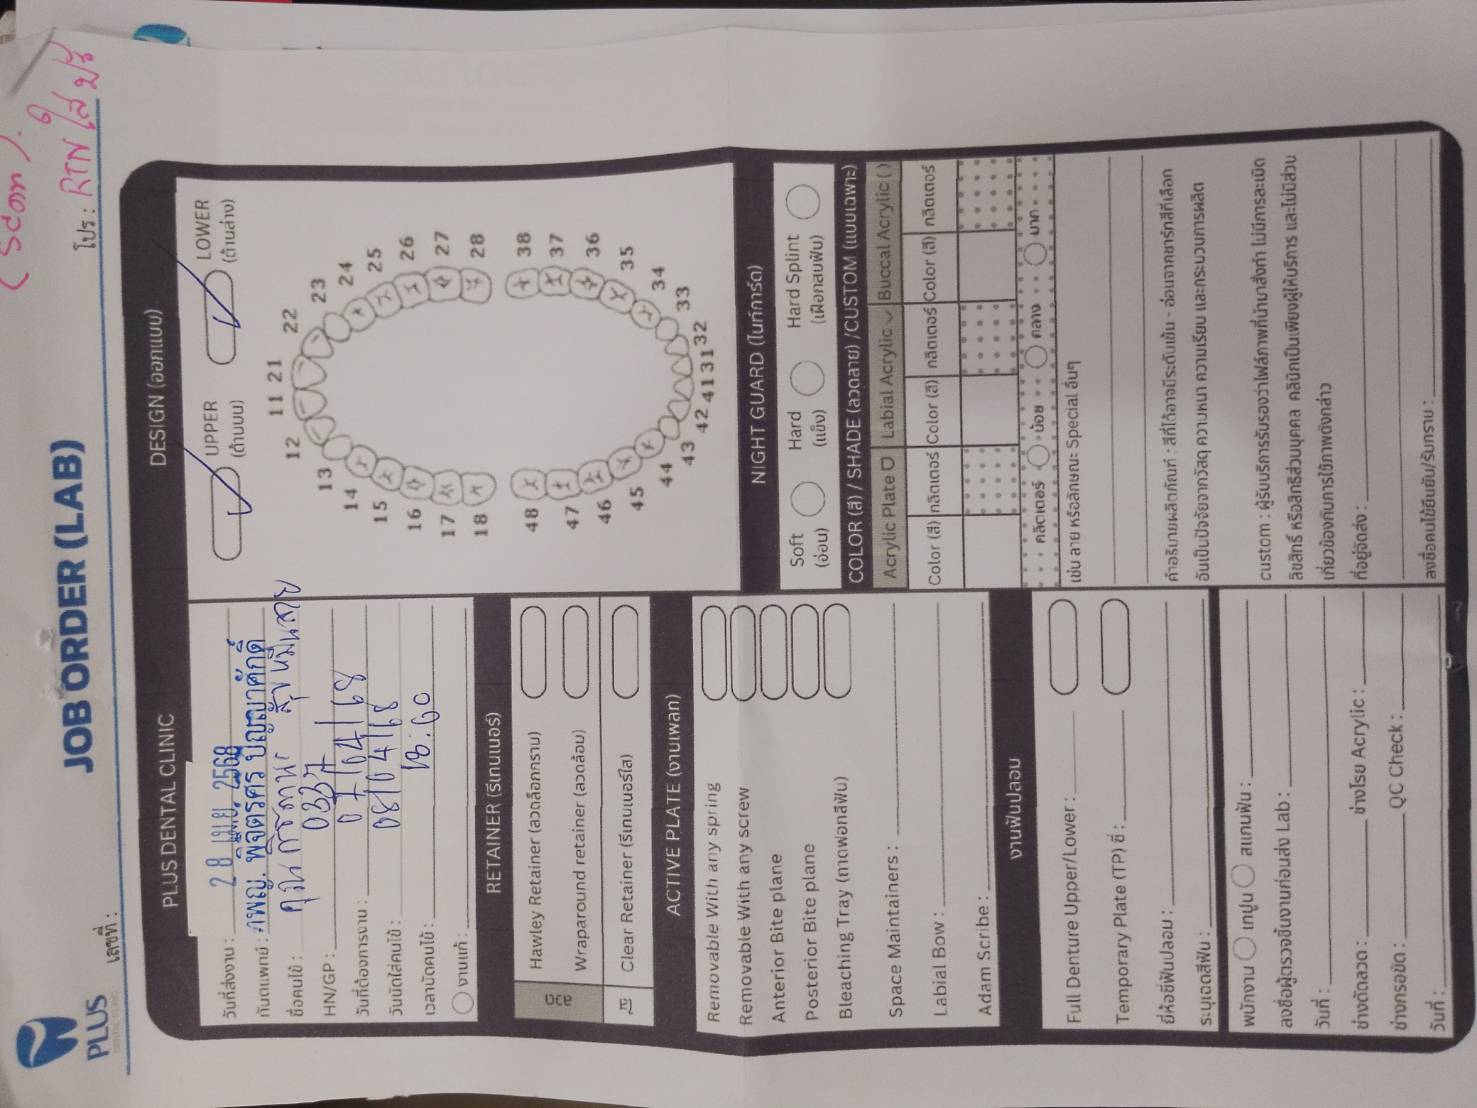 (Scan).
PLUS
DENTAL CLINIC
JOB ORDER (LAB)
เลขที่ :
โปร : RTN ใส ฟรี
PLUS DENTAL CLINIC
วันที่สั่งงาน : 28 เม.ย. 2568
ทันตแพทย์ : ทพญ. พิจิตรศรี ปัญญาศักดิ์
ชื่อคนไข้ : คุณ
HN/GP : 0337
วันที่ต้องการงาน : 07/04/68
วันนัดใส่คนไข้ : 08/04/68
เวลานัดคนไข้ :
งานแก้ :
RETAINER (รีเทนเนอร์)
ลวด
Hawley Retainer (ลวดล็อกกราม)
Wraparound retainer (ลวดล้อม)
ใส
Clear Retainer (รีเทนเนอร์ใส)
ACTIVE PLATE (งานเพลท)
Removable With any spring
Removable With any screw
Anterior Bite plane
Posterior Bite plane
Bleaching Tray (ถาดฟอกสีฟัน)
Space Maintainers :
Labial Bow :
Adam Scribe :
งานฟันปลอม
Full Denture Upper/Lower :
Temporary Plate (TP) ซี่ :
ยี่ห้อซี่ฟันปลอม :
ระบุเฉดสีฟัน :
พนักงาน เทปูน สแกนฟัน :
ลงชื่อผู้ตรวจชิ้นงานก่อนส่ง Lab :
วันที่ :
ช่างดัดลวด : ช่างโรย Acrylic :
ช่างกรอขัด : QC Check :
วันที่ :
DESIGN (ออกแบบ)
UPPER (ด้านบน)
LOWER (ด้านล่าง)
11 21
12 22
13 23
14 24
15 25
16 26
17 27
18 28
48 38
47 37
46 36
45 35
44 34
43 33
42 41 31 32
NIGHT GUARD (ไนท์การ์ด)
Soft (อ่อน)
Hard (แข็ง)
Hard Splint (เฝือกสบฟัน)
COLOR (สี) / SHADE (ลวดลาย) /CUSTOM (แบบเฉพาะ)
Acrylic Plate Labial Acrylic Buccal Acrylic ( )
Color (สี) กลิตเตอร์ Color (สี) กลิตเตอร์ Color (สี) กลิตเตอร์
กลิตเตอร์ น้อย กลาง มาก
เช่น ลาย หรือลักษณะ Special อื่นๆ
คำอธิบายผลิตภัณฑ์ : สีที่ได้อาจมีระดับเข้ม - อ่อนจากชาร์ทสีที่เลือก
อันเป็นปัจจัยจากวัสดุ ความหนา ความเรียบ และกระบวนการผลิต
custom : ผู้รับบริการรับรองว่าไฟล์ภาพที่นำมาสั่งทำ ไม่มีการละเมิด
ลิขสิทธิ์ หรือสิทธิ์ส่วนบุคคล คลินิกเป็นเพียงผู้ให้บริการ และไม่มีส่วน
เกี่ยวข้องกับการใช้ภาพดังกล่าว
ที่อยู่จัดส่ง :
ลงชื่อคนไข้ยืนยัน/รับทราบ :